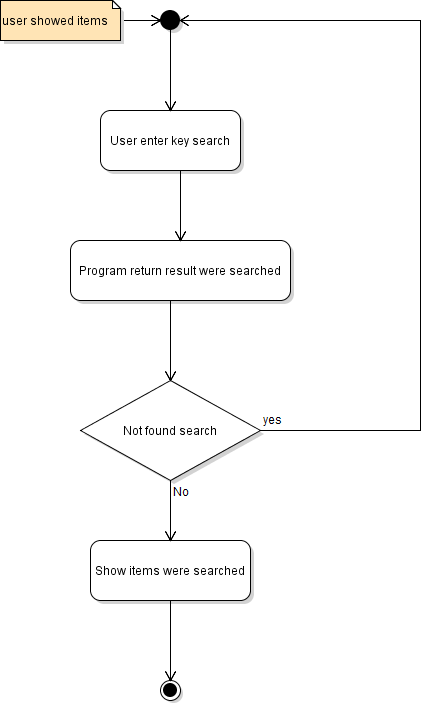 user showed items
User enter key search
Program return result were searched
Not found search
yes
No
Show items were searched